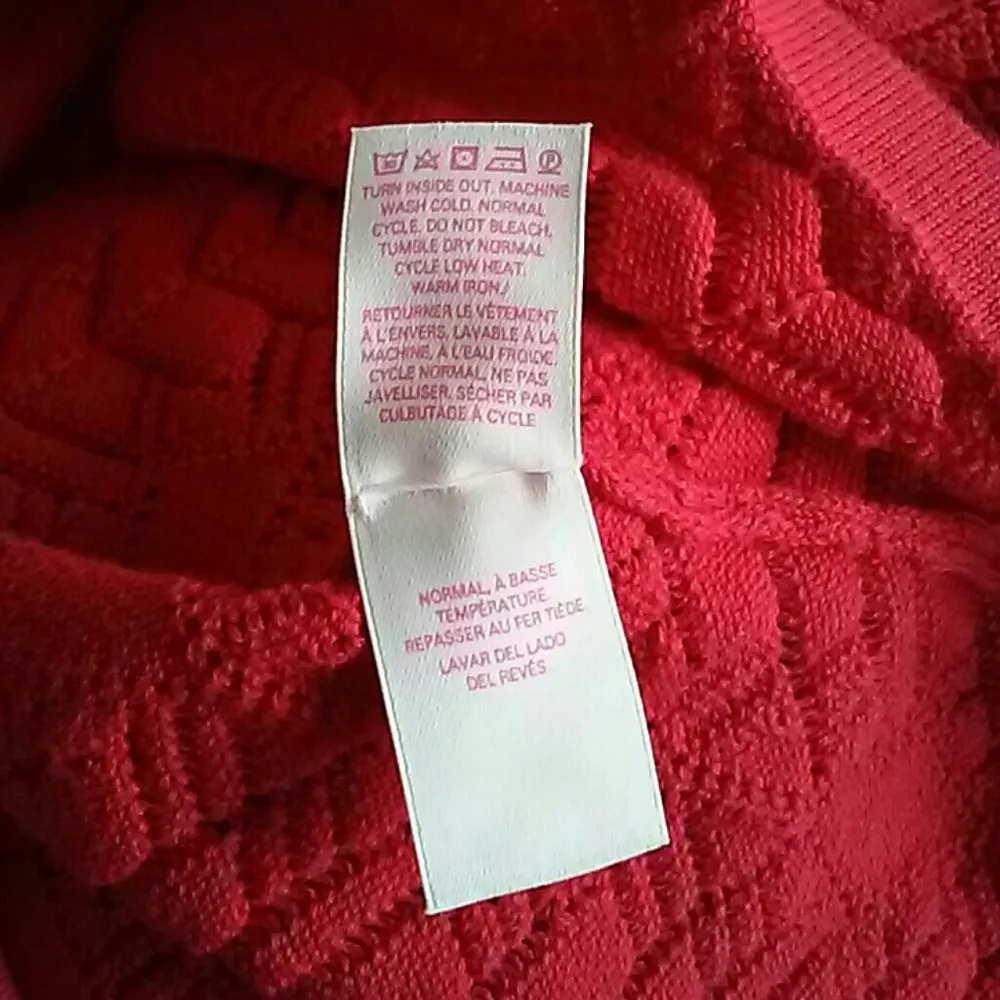 TURN INSIDE OUT. MACHINE
WASH COLD. NORMAL
CYCLE. DO NOT BLEACH.
TUMBLE DRY NORMAL
CYCLE LOW HEAT.
WARM IRON./
RETOURNER LE VÊTEMENT
À L'ENVERS. LAVABLE À LA
MACHINE, À L'EAU FROIDE.
CYCLE NORMAL. NE PAS
JAVELLISER. SÉCHER PAR
CULBUTAGE À CYCLE
NORMAL, À BASSE
TEMPÉRATURE.
REPASSER AU FER TIÈDE.
LAVAR DEL LADO
DEL REVÉS